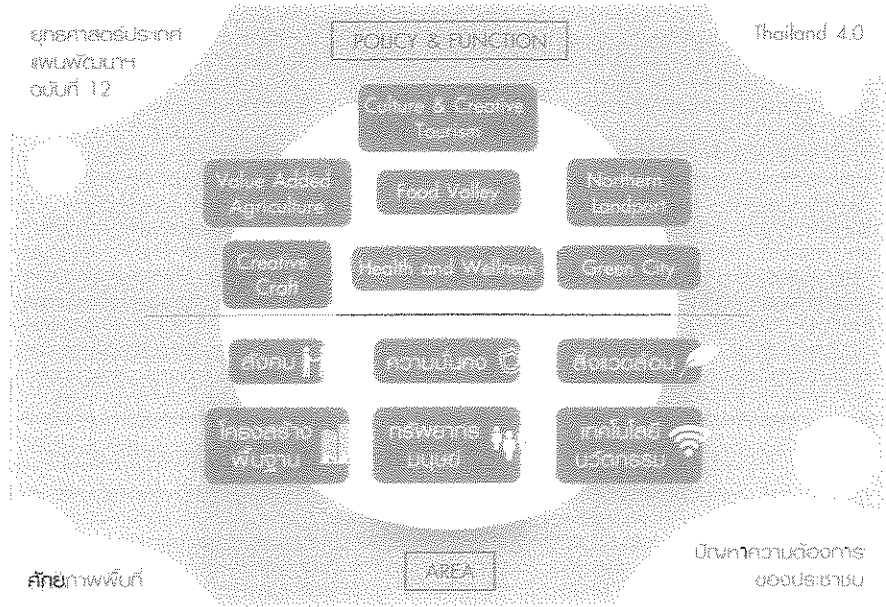 ยุทธศาสตร์ประเทศ
แผนพัฒนาฯ
ฉบับที่ 12
POLICY & FUNCTION
Thailand 4.0
Culture & Creative
Tourism
Value Added
Agriculture
Food Valley
Northern
Landport
Creative
Craft
Health and Wellness
Green City
สังคม
ความมั่นคง
สิ่งแวดล้อม
โครงสร้าง
พื้นฐาน
ทรัพยากร
มนุษย์
เทคโนโลยี
นวัตกรรม
ศักยภาพพื้นที่
AREA
ปัญหาความต้องการ
ของประชาชน